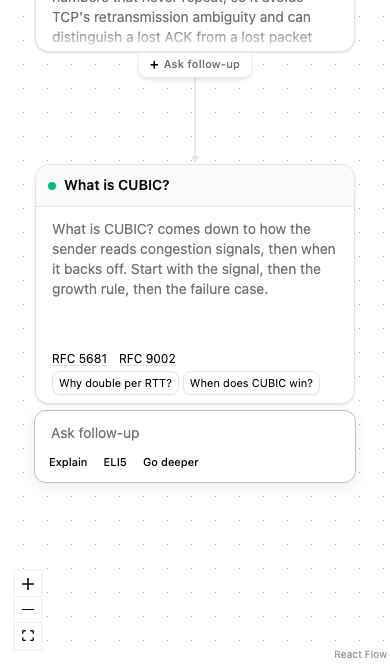 numbers that never repeat, so it avoids
TCP's retransmission ambiguity and can
distinguish a lost ACK from a lost packet
+ Ask follow-up
What is CUBIC?
What is CUBIC? comes down to how the
sender reads congestion signals, then when
it backs off. Start with the signal, then the
growth rule, then the failure case.
RFC 5681 RFC 9002
Why double per RTT? When does CUBIC win?
Ask follow-up
Explain ELI5 Go deeper
React Flow